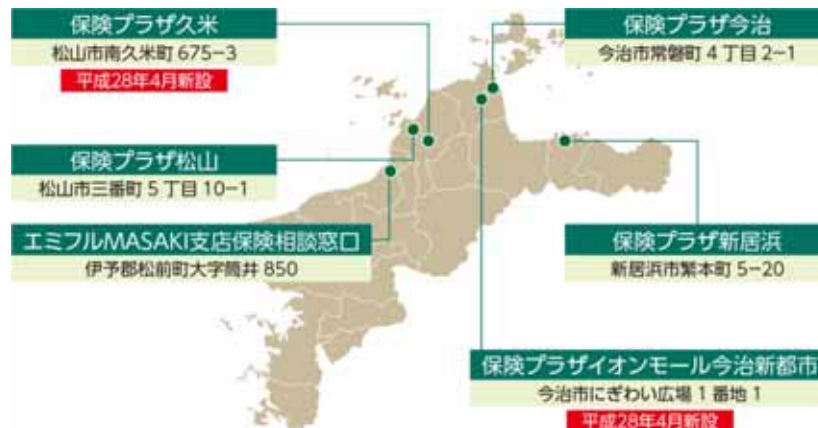 保険プラザ久米
松山市南久米町 675−3
平成28年4月新設
保険プラザ今治
今治市常磐町 4 丁目 2−1
保険プラザ松山
松山市三番町 5 丁目 10−1
エミフルMASAKI支店保険相談窓口
伊予郡松前町大字筒井 850
保険プラザ新居浜
新居浜市繁本町 5−20
保険プラザイオンモール今治新都市
今治市にぎわい広場 1 番地 1
平成28年4月新設